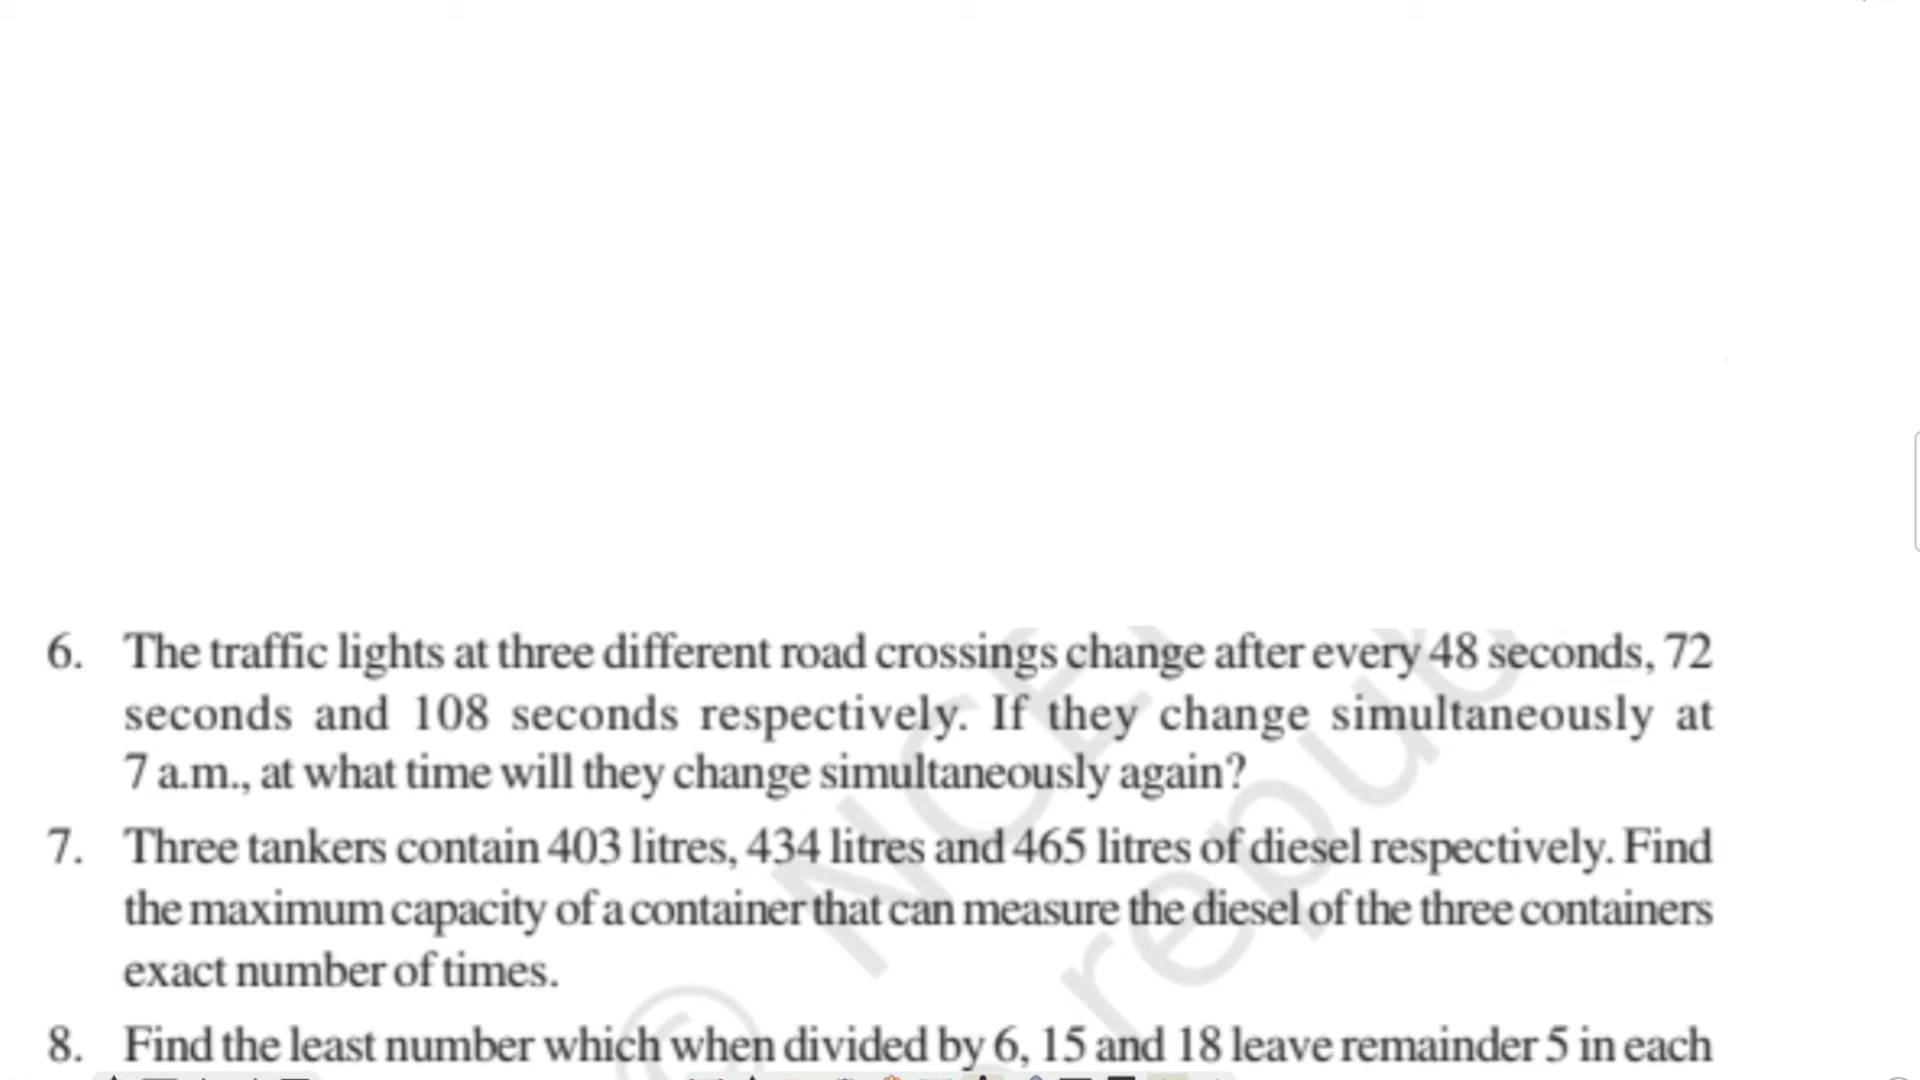 6. The traffic lights at three different road crossings change after every 48 seconds, 72
seconds and 108 seconds respectively. If they change simultaneously at
7 a.m., at what time will they change simultaneously again?
7. Three tankers contain 403 litres, 434 litres and 465 litres of diesel respectively. Find
the maximum capacity of a container that can measure the diesel of the three containers
exact number of times.
8. Find the least number which when divided by 6, 15 and 18 leave remainder 5 in each
© NCE
repu